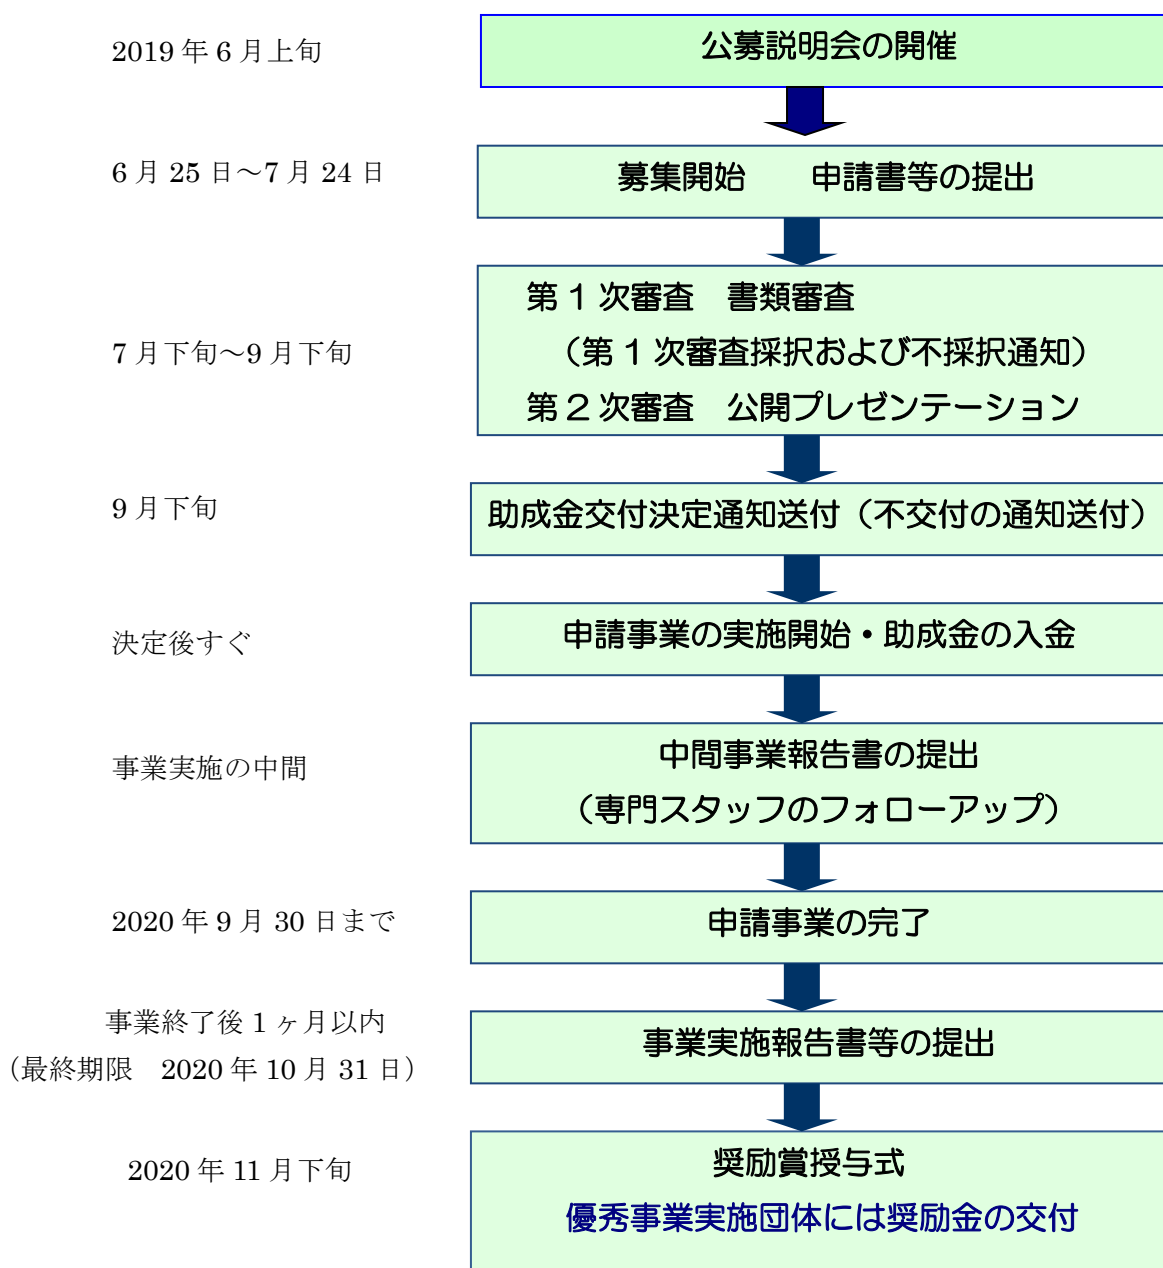 2019年6月上旬
公募説明会の開催
6月25日～7月24日
募集開始　　申請書等の提出
7月下旬～9月下旬
第1次審査　書類審査
（第1次審査採択および不採択通知）
第2次審査　公開プレゼンテーション
9月下旬
助成金交付決定通知送付（不交付の通知送付）
決定後すぐ
申請事業の実施開始・助成金の入金
事業実施の中間
中間事業報告書の提出
（専門スタッフのフォローアップ）
2020年9月30日まで
申請事業の完了
事業終了後1ヶ月以内
（最終期限　2020年10月31日）
事業実施報告書等の提出
2020年11月下旬
奨励賞授与式
優秀事業実施団体には奨励金の交付